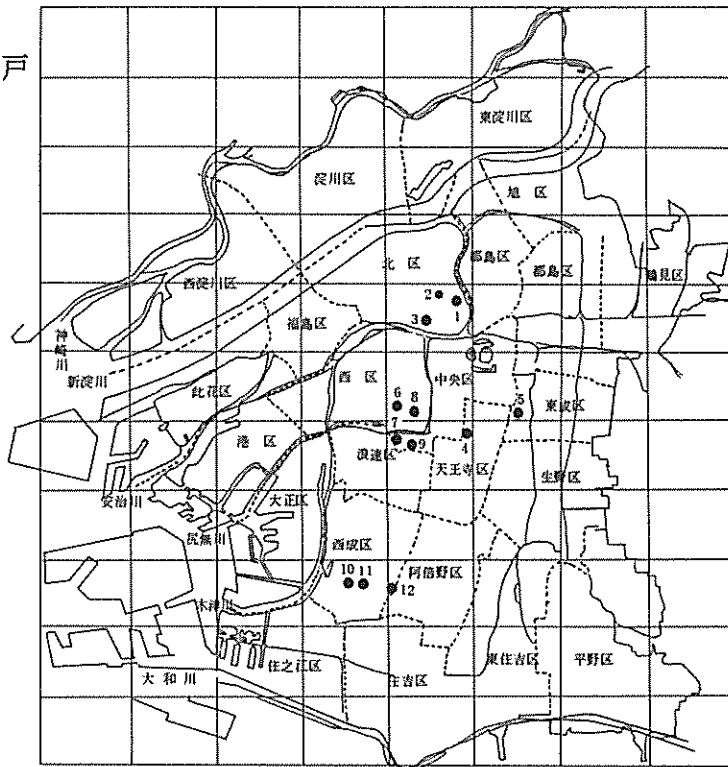 戸
東淀川区
淀川区
旭区
北区
都島区
都島区
鶴見区
西淀川区
2
1
3
福島区
神崎川
新淀川
西区
中央区
此花区
6
8
5
東成区
港区
7
9
4
浪速区
天王寺区
生野区
安治川
大正区
尻無川
西成区
阿倍野区
10
11
12
木津川
住之江区
住吉区
東住吉区
平野区
大和川